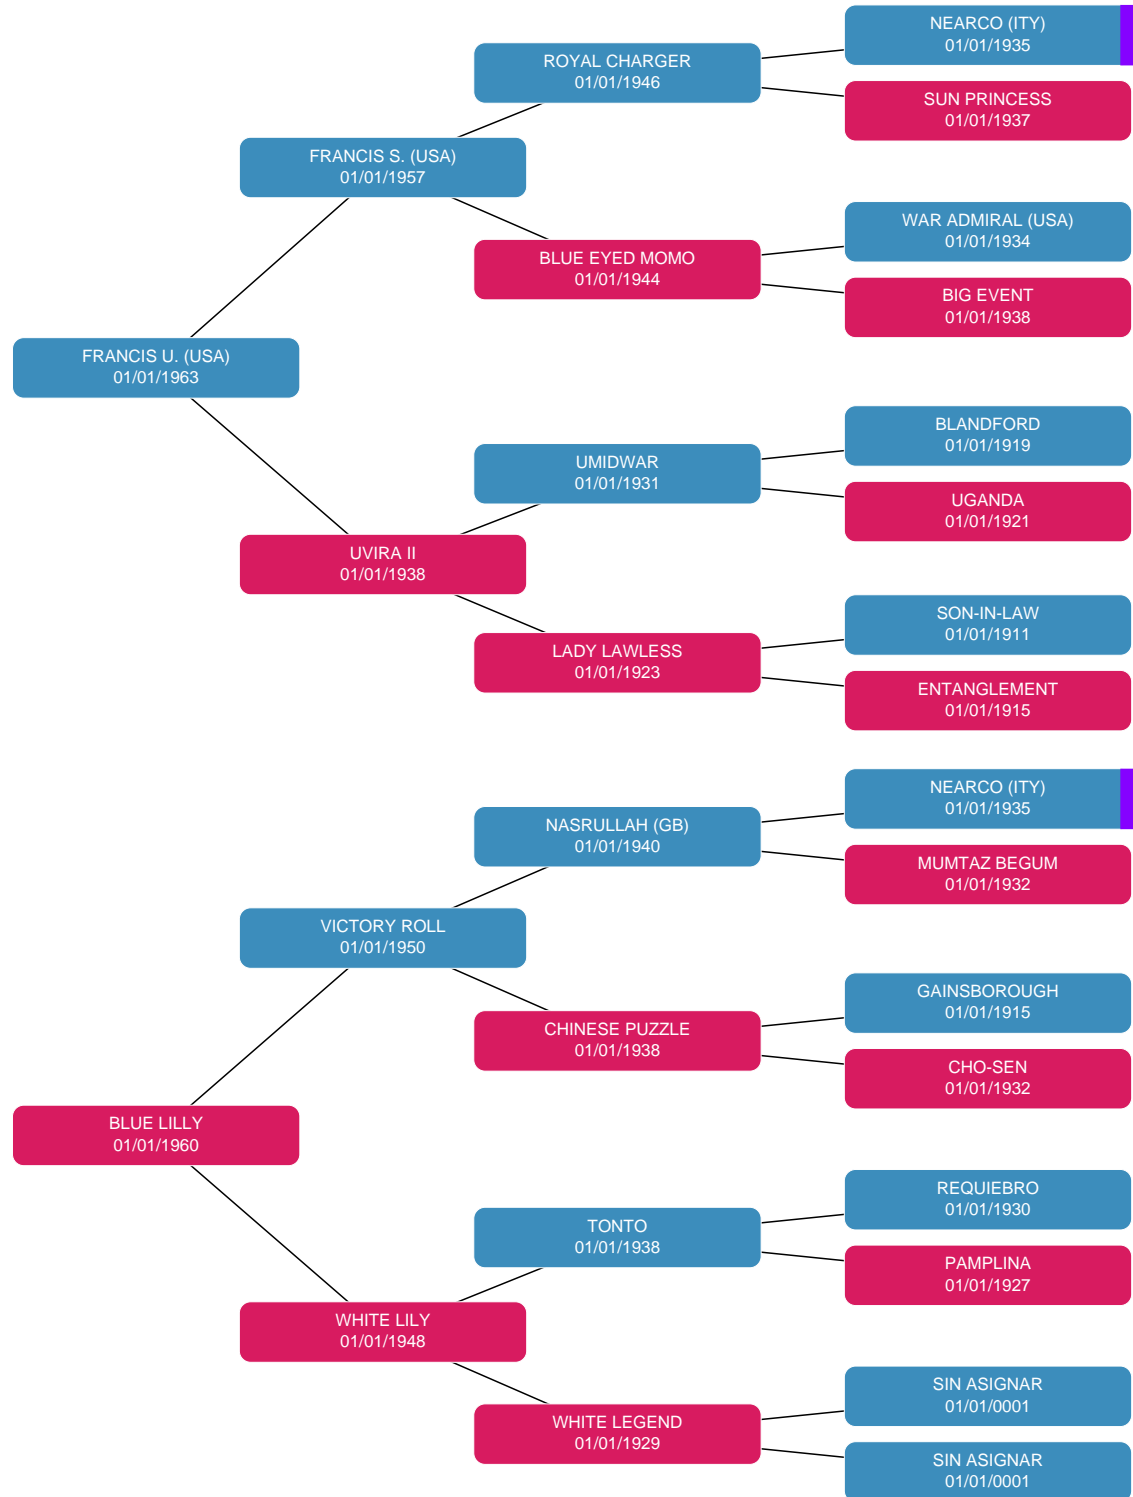 NEARCO (ITY)
01/01/1935
ROYAL CHARGER
01/01/1946
SUN PRINCESS
01/01/1937
FRANCIS S. (USA)
01/01/1957
WAR ADMIRAL (USA)
01/01/1934
BLUE EYED MOMO
01/01/1944
BIG EVENT
01/01/1938
FRANCIS U. (USA)
01/01/1963
BLANDFORD
01/01/1919
UMIDWAR
01/01/1931
UGANDA
01/01/1921
UVIRA II
01/01/1938
SON-IN-LAW
01/01/1911
LADY LAWLESS
01/01/1923
ENTANGLEMENT
01/01/1915
NEARCO (ITY)
01/01/1935
NASRULLAH (GB)
01/01/1940
MUMTAZ BEGUM
01/01/1932
VICTORY ROLL
01/01/1950
GAINSBOROUGH
01/01/1915
CHINESE PUZZLE
01/01/1938
CHO-SEN
01/01/1932
BLUE LILLY
01/01/1960
REQUIEBRO
01/01/1930
TONTO
01/01/1938
PAMPLINA
01/01/1927
WHITE LILY
01/01/1948
SIN ASIGNAR
01/01/0001
WHITE LEGEND
01/01/1929
SIN ASIGNAR
01/01/0001